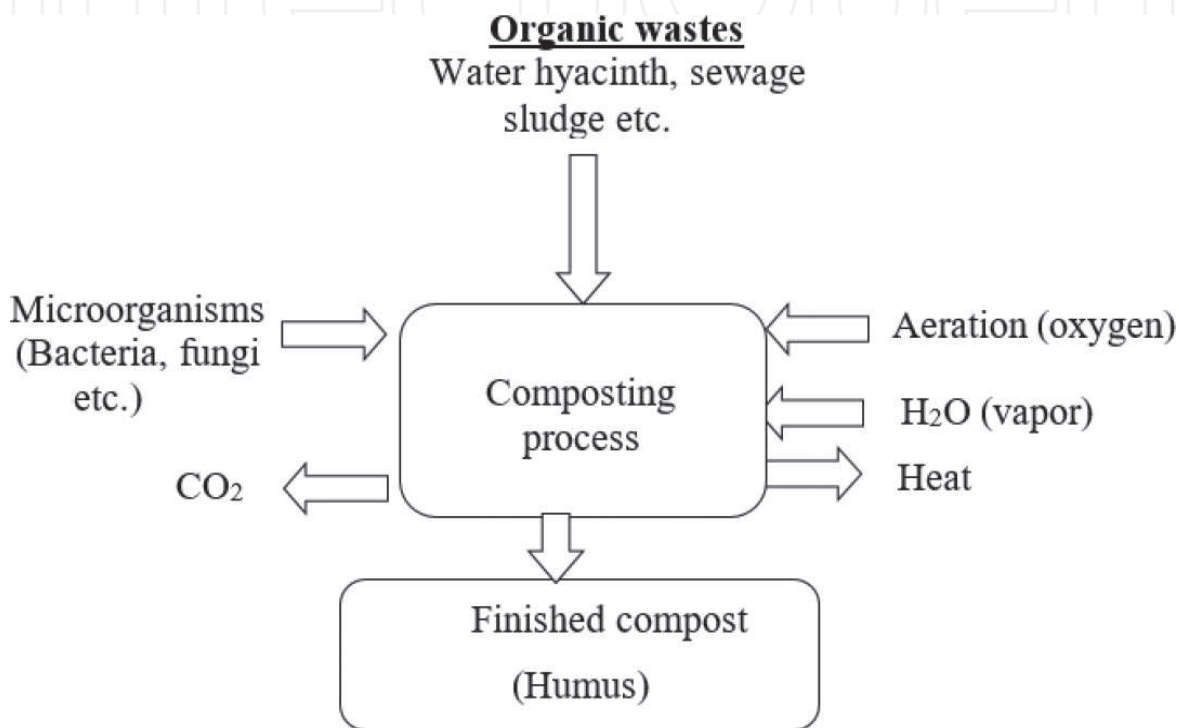 Organic wastes
Water hyacinth, sewage
sludge etc.
Microorganisms
(Bacteria, fungi
etc.)
Aeration (oxygen)
Composting
process
H₂O (vapor)
CO₂
Heat
Finished compost
(Humus)